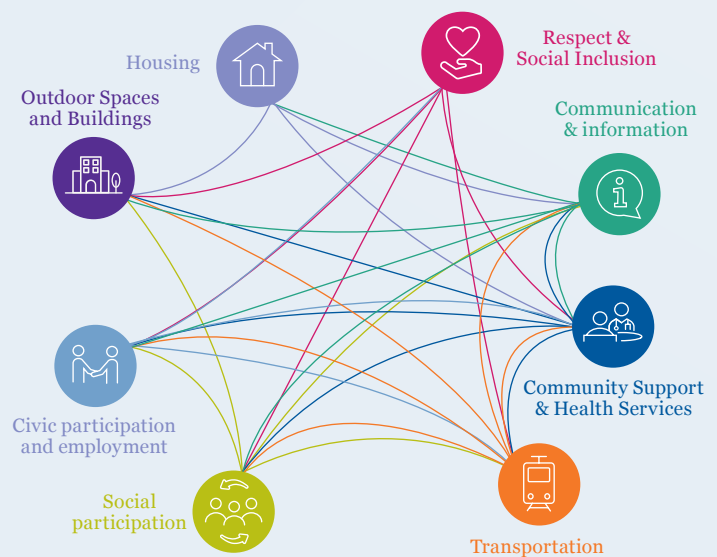 Housing
Respect &
Social Inclusion
Outdoor Spaces
and Buildings
Communication
& information
i
Community Support
& Health Services
Civic participation
and employment
Social
participation
Transportation